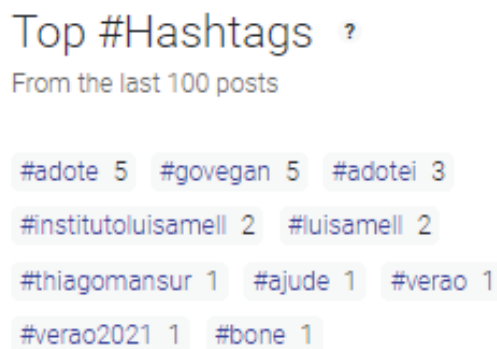 Top #Hashtags ?
From the last 100 posts
#adote 5 #govegan 5 #adotei 3
#institutoluisamell 2 #luisamell 2
#thiagomansur 1 #ajude 1 #verao 1
#verao2021 1 #bone 1